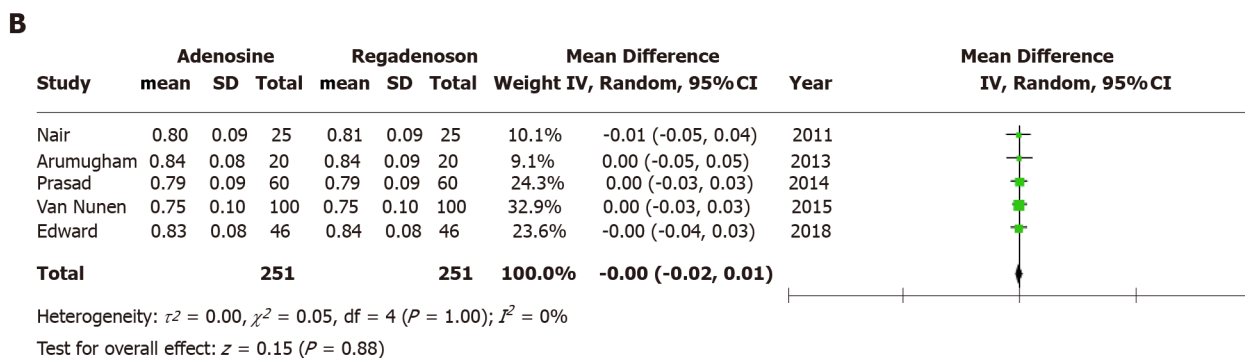 B
Adenosine Regadenoson Mean Difference Mean Difference
Study mean SD Total mean SD Total Weight IV, Random, 95%CI Year IV, Random, 95% CI
Nair 0.80 0.09 25 0.81 0.09 25 10.1% -0.01 (-0.05, 0.04) 2011
Arumugham 0.84 0.08 20 0.84 0.09 20 9.1% 0.00 (-0.05, 0.05) 2013
Prasad 0.79 0.09 60 0.79 0.09 60 24.3% 0.00 (-0.03, 0.03) 2014
Van Nunen 0.75 0.10 100 0.75 0.10 100 32.9% 0.00 (-0.03, 0.03) 2015
Edward 0.83 0.08 46 0.84 0.08 46 23.6% -0.00 (-0.04, 0.03) 2018
Total 251 251 100.0% -0.00 (-0.02, 0.01)
Heterogeneity: τ2 = 0.00, χ2 = 0.05, df = 4 (P = 1.00); I2 = 0%
Test for overall effect: z = 0.15 (P = 0.88)